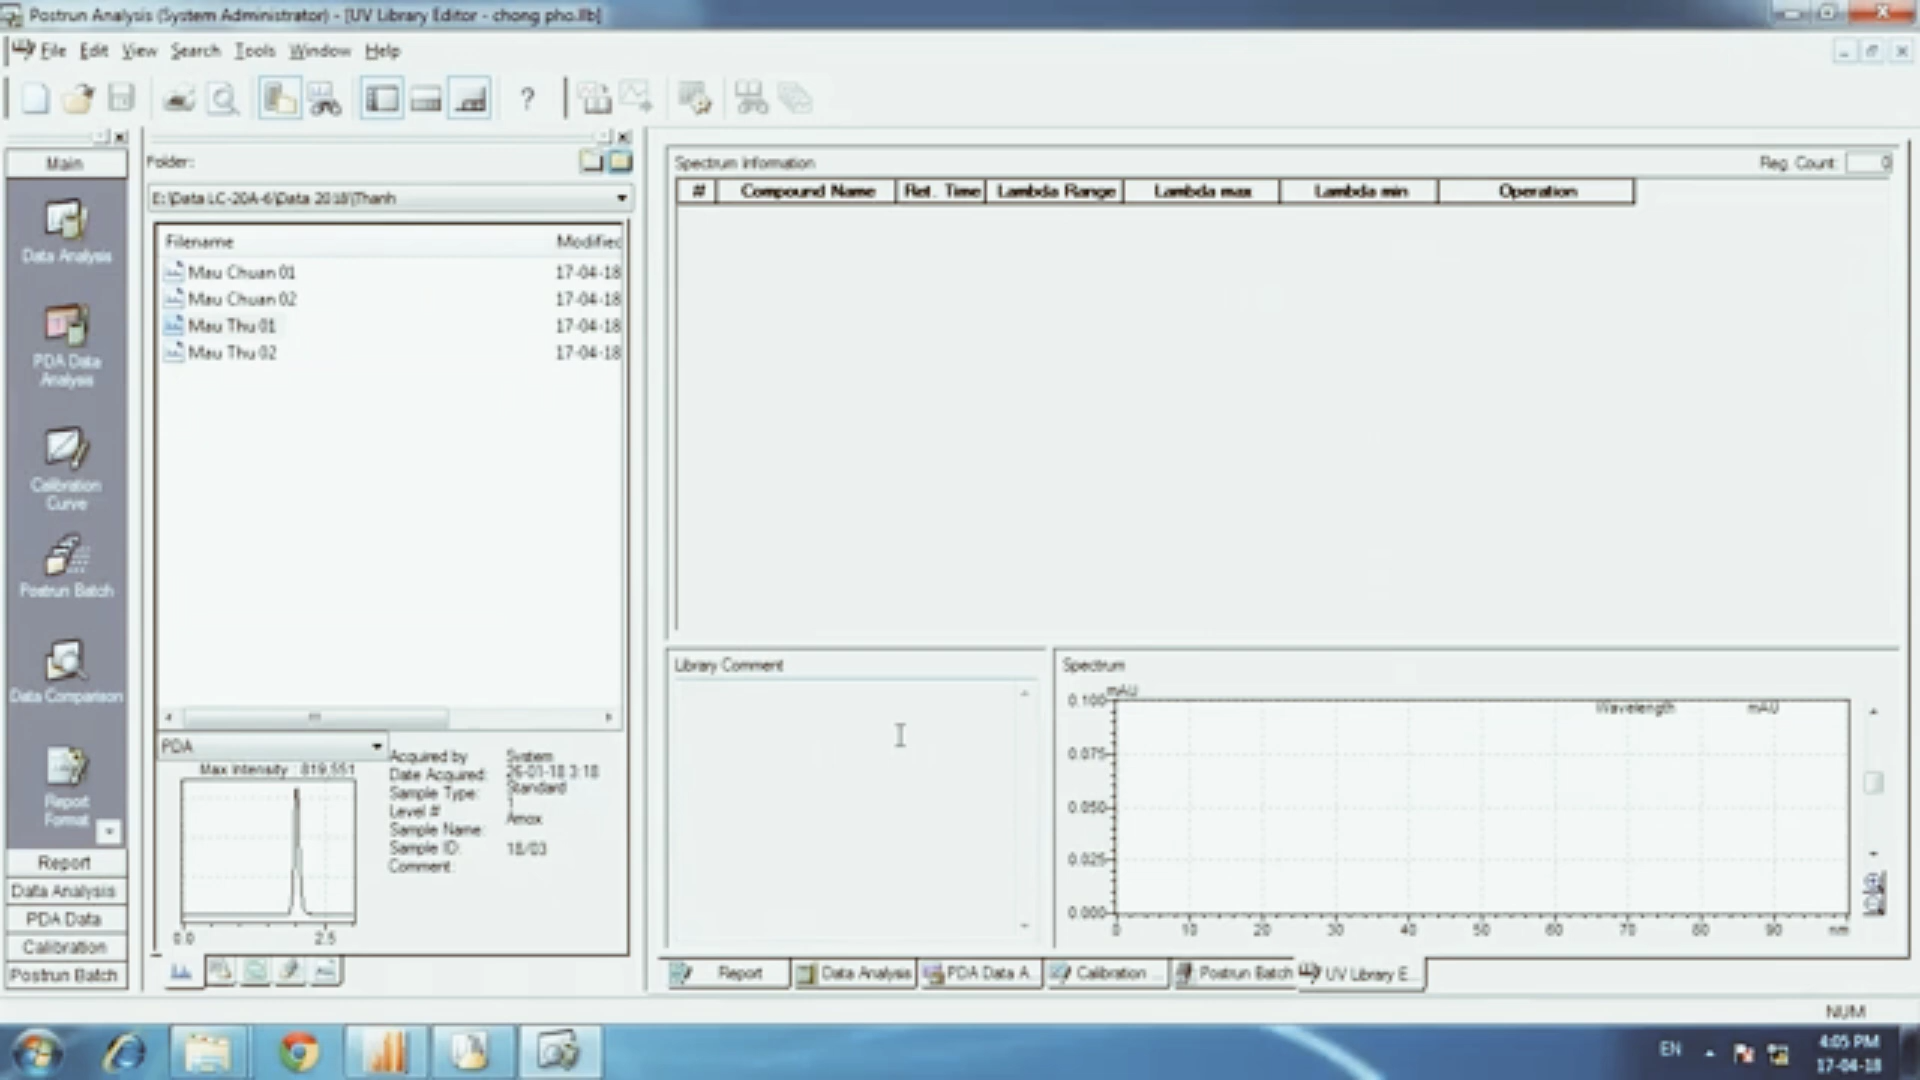 Postrun Analysis (System Administrator) - [UV Library Editor - chong pho.llb]
File Edit View Search Tools Window Help
Main
Data Analysis
PDA Data
Analysis
Calibration
Curve
Postrun Batch
Data Comparison
Report
Format
Report
Data Analysis
PDA Data
Calibration
Postrun Batch
Folder:
E:\Data LC-20A-6\Data 2018\Thanh
Filename Modified
Mau Chuan 01 17-04-18
Mau Chuan 02 17-04-18
Mau Thu 01 17-04-18
Mau Thu 02 17-04-18
PDA
Max Intensity : 819,551
0.0 2.5
Acquired by System
Date Acquired: 26-01-18 3:18
Sample Type: Standard
Level # 1
Sample Name: Amox
Sample ID: 18/03
Comment:
Spectrum Information Reg. Count: 0
# Compound Name Ret. Time Lambda Range Lambda max Lambda min Operation
Library Comment
Spectrum
mAU
Wavelength mAU
0.100
0.075
0.050
0.025
0.000
0 10 20 30 40 50 60 70 80 90 nm
Report Data Analysis PDA Data A... Calibration ... Postrun Batch UV Library E...
NUM
EN 4:05 PM
17-04-18